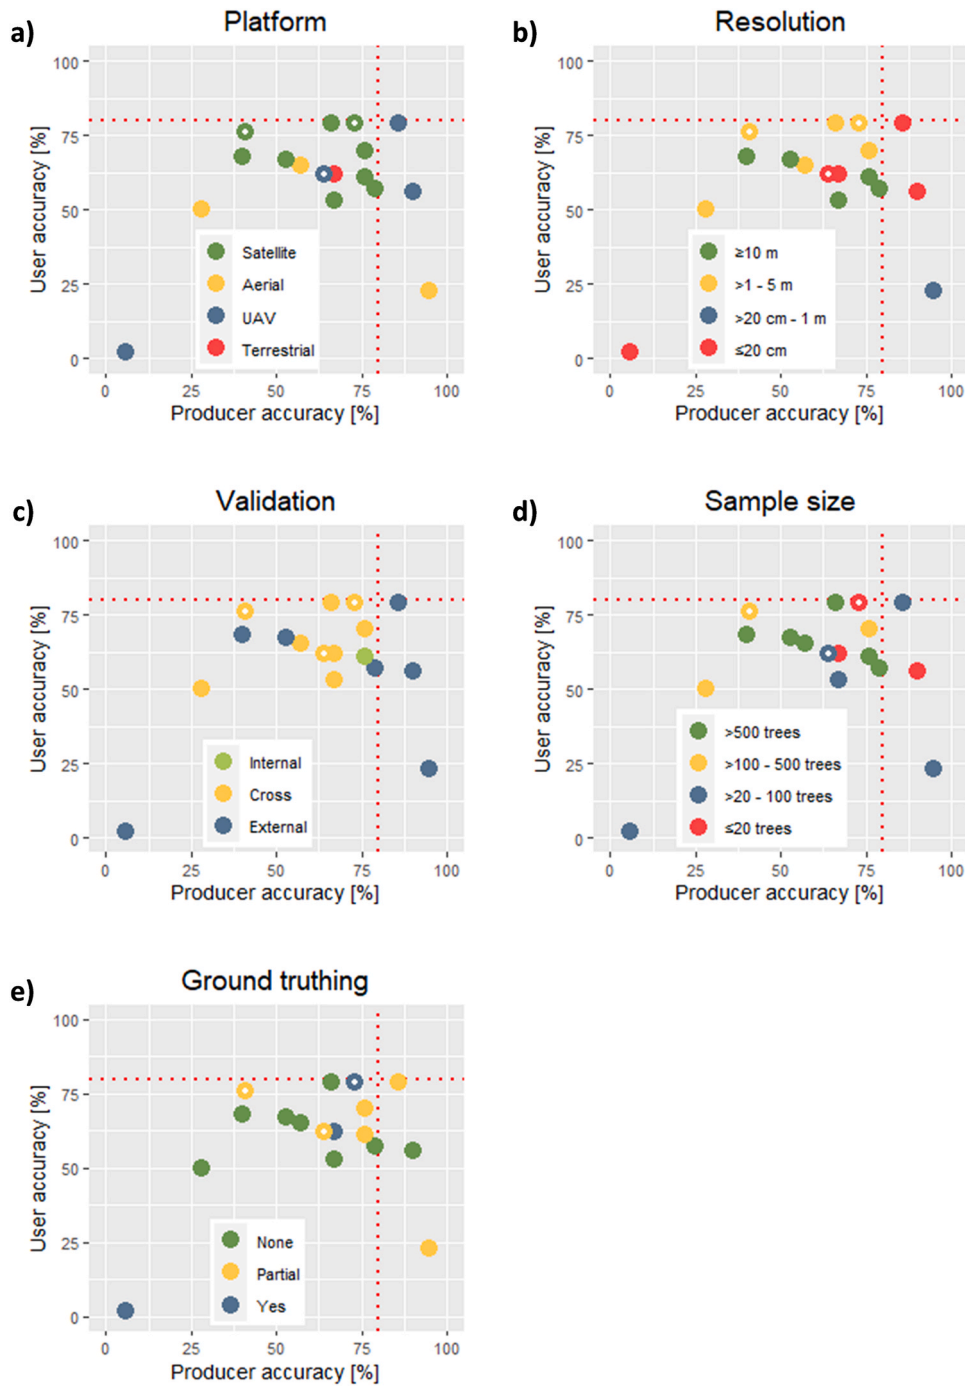 a)
Platform
User accuracy [%]
100
75
50
25
0
Satellite
Aerial
UAV
Terrestrial
0 25 50 75 100
Producer accuracy [%]
b)
Resolution
User accuracy [%]
100
75
50
25
0
≥10 m
>1 - 5 m
>20 cm - 1 m
≤20 cm
0 25 50 75 100
Producer accuracy [%]
c)
Validation
User accuracy [%]
100
75
50
25
0
Internal
Cross
External
0 25 50 75 100
Producer accuracy [%]
d)
Sample size
User accuracy [%]
100
75
50
25
0
>500 trees
>100 - 500 trees
>20 - 100 trees
≤20 trees
0 25 50 75 100
Producer accuracy [%]
e)
Ground truthing
User accuracy [%]
100
75
50
25
0
None
Partial
Yes
0 25 50 75 100
Producer accuracy [%]